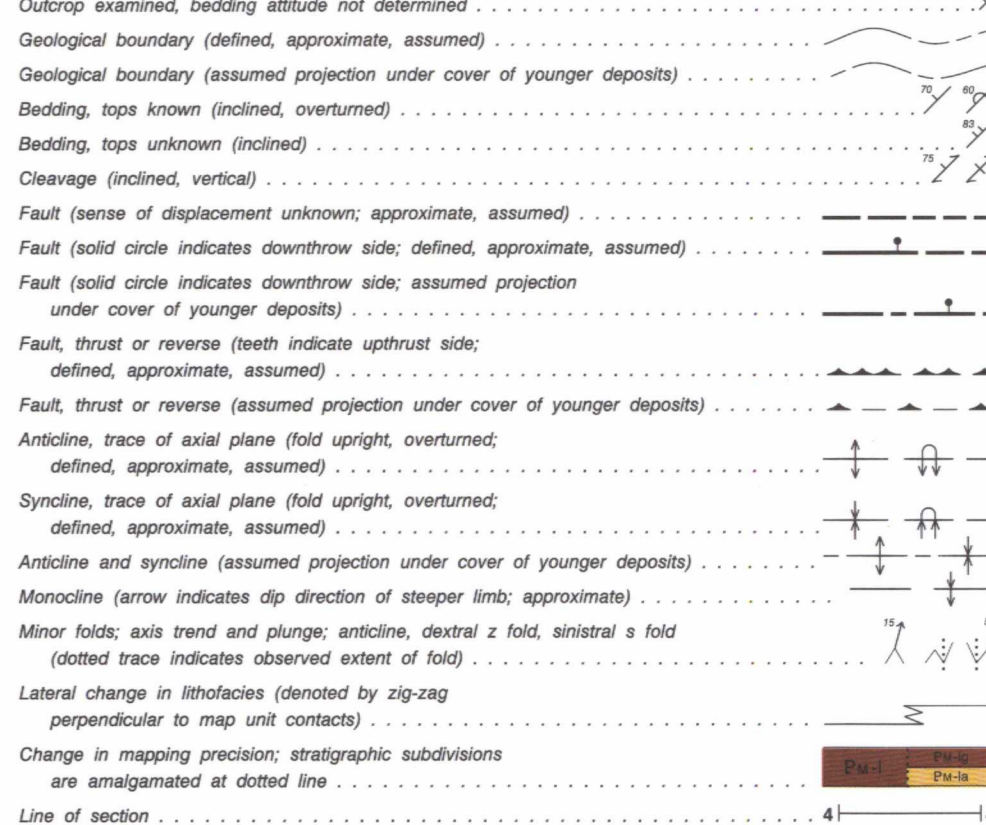 Outcrop examined, bedding attitude not determined . . . . . . . . . . . . . . . . . . . . . . . . . . . . . . . . . . . . .
Geological boundary (defined, approximate, assumed) . . . . . . . . . . . . . . . . . . . . . . . .
Geological boundary (assumed projection under cover of younger deposits) . . . . . . . . .
Bedding, tops known (inclined, overturned) . . . . . . . . . . . . . . . . . . . . . . . . . . . . . . . . . . . . . . 70 60
Bedding, tops unknown (inclined) . . . . . . . . . . . . . . . . . . . . . . . . . . . . . . . . . . . . . . . . . . . . . . . . 83
Cleavage (inclined, vertical) . . . . . . . . . . . . . . . . . . . . . . . . . . . . . . . . . . . . . . . . . . . . . . . . . 75
Fault (sense of displacement unknown; approximate, assumed) . . . . . . . . . . . . . . . . . .
Fault (solid circle indicates downthrow side; defined, approximate, assumed) . . . . . . .
Fault (solid circle indicates downthrow side; assumed projection
under cover of younger deposits) . . . . . . . . . . . . . . . . . . . . . . . . . . . . . . . . . . .
Fault, thrust or reverse (teeth indicate upthrust side;
defined, approximate, assumed) . . . . . . . . . . . . . . . . . . . . . . . . . . . . . . . . . . . .
Fault, thrust or reverse (assumed projection under cover of younger deposits) . . . . . . .
Anticline, trace of axial plane (fold upright, overturned;
defined, approximate, assumed) . . . . . . . . . . . . . . . . . . . . . . . . . . . . . . . . . . . . .
Syncline, trace of axial plane (fold upright, overturned;
defined, approximate, assumed) . . . . . . . . . . . . . . . . . . . . . . . . . . . . . . . . . . . . .
Anticline and syncline (assumed projection under cover of younger deposits) . . . . . . . .
Monocline (arrow indicates dip direction of steeper limb; approximate) . . . . . . . . . . . . . .
Minor folds; axis trend and plunge; anticline, dextral z fold, sinistral s fold 15
(dotted trace indicates observed extent of fold) . . . . . . . . . . . . . . . . . . . . . . . . . . . . .
Lateral change in lithofacies (denoted by zig-zag
perpendicular to map unit contacts) . . . . . . . . . . . . . . . . . . . . . . . . . . . . . . . . .
Change in mapping precision; stratigraphic subdivisions PM-l PM-lg
are amalgamated at dotted line . . . . . . . . . . . . . . . . . . . . . . . . . . . . . . . . . . . . PM-la
Line of section . . . . . . . . . . . . . . . . . . . . . . . . . . . . . . . . . . . . . . . . . . . . . . . . . . . 4